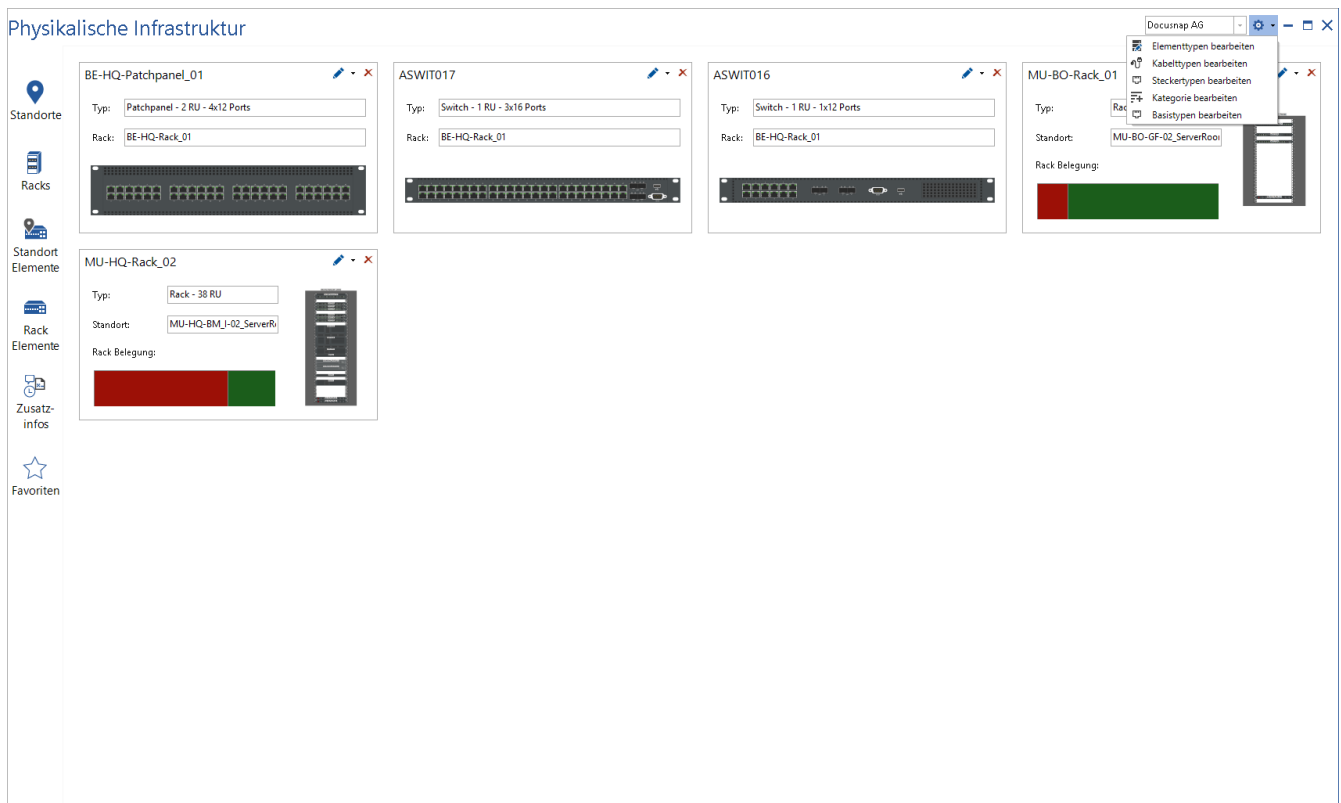 Physikalische Infrastruktur
Docusnap AG
Elementtypen bearbeiten
Kabeltypen bearbeiten
Steckertypen bearbeiten
Kategorie bearbeiten
Basistypen bearbeiten
Standorte
Racks
Standort
Elemente
Rack
Elemente
Zusatz-
infos
Favoriten
BE-HQ-Patchpanel_01
Typ: Patchpanel - 2 RU - 4x12 Ports
Rack: BE-HQ-Rack_01
ASWIT017
Typ: Switch - 1 RU - 3x16 Ports
Rack: BE-HQ-Rack_01
ASWIT016
Typ: Switch - 1 RU - 1x12 Ports
Rack: BE-HQ-Rack_01
MU-BO-Rack_01
Typ:
Standort: MU-BO-GF-02_ServerRoo
Rack Belegung:
MU-HQ-Rack_02
Typ: Rack - 38 RU
Standort: MU-HQ-BM_I-02_ServerR
Rack Belegung: